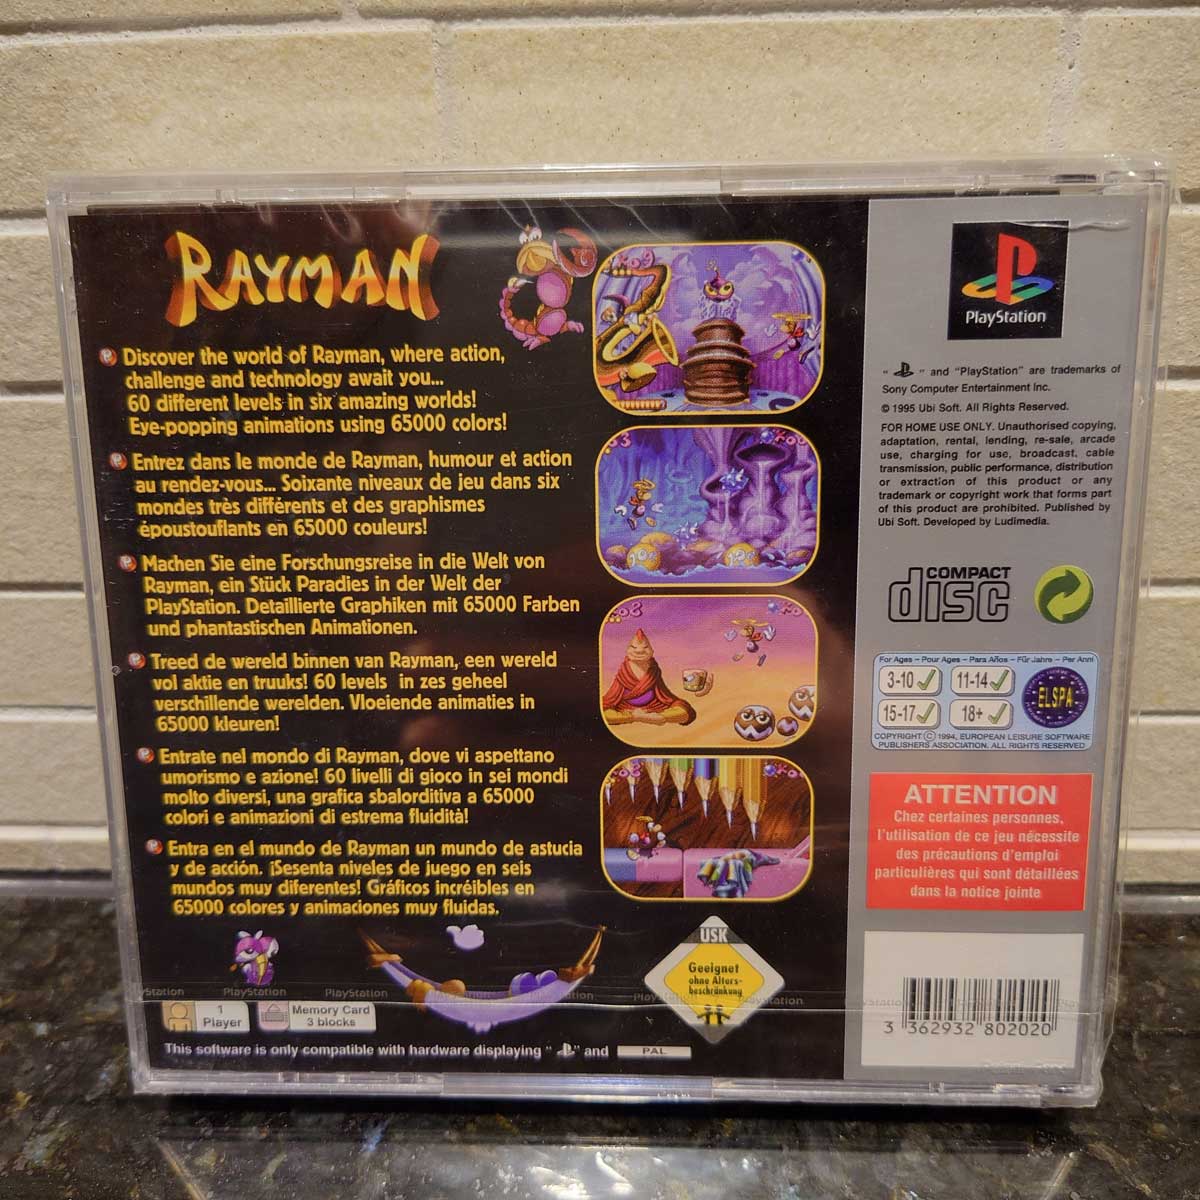 RAYMAN
Discover the world of Rayman, where action,
challenge and technology await you...
60 different levels in six amazing worlds!
Eye-popping animations using 65000 colors!
Entrez dans le monde de Rayman, humour et action
au rendez-vous... Soixante niveaux de jeu dans six
mondes très différents et des graphismes
époustouflants en 65000 couleurs!
Machen Sie eine Forschungsreise in die Welt von
Rayman, ein Stück Paradies in der Welt der
PlayStation. Detaillierte Graphiken mit 65000 Farben
und phantastischen Animationen.
Treed de wereld binnen van Rayman, een wereld
vol aktie en truuks! 60 levels in zes geheel
verschillende werelden. Vloeiende animaties in
65000 kleuren!
Entrate nel mondo di Rayman, dove vi aspettano
umorismo e azione! 60 livelli di gioco in sei mondi
molto diversi, una grafica sbalorditiva a 65000
colori e animazioni di estrema fluidità!
Entra en el mundo de Rayman un mundo de astucia
y de acción. ¡Sesenta niveles de juego en seis
mundos muy diferentes! Gráficos increíbles en
65000 colores y animaciones muy fluidas.
PlayStation PlayStation
1
Player
Memory Card
3 blocks
USK
Geeignet
ohne Alters-
beschränkung
This software is only compatible with hardware displaying " " and PAL
PlayStation
" " and "PlayStation" are trademarks of
Sony Computer Entertainment Inc.
© 1995 Ubi Soft. All Rights Reserved.
FOR HOME USE ONLY. Unauthorised copying,
adaptation, rental, lending, re-sale, arcade
use, charging for use, broadcast, cable
transmission, public performance, distribution
or extraction of this product or any
trademark or copyright work that forms part
of this product are prohibited. Published by
Ubi Soft. Developed by Ludimedia.
COMPACT
disc
For Ages - Pour Ages - Para Años - Für Jahre - Per Anni
3-10 11-14
15-17 18+
ELSPA
COPYRIGHT © 1994, EUROPEAN LEISURE SOFTWARE
PUBLISHERS ASSOCIATION. ALL RIGHTS RESERVED
ATTENTION
Chez certaines personnes,
l'utilisation de ce jeu nécessite
des précautions d'emploi
particulières qui sont détaillées
dans la notice jointe
3 362932 802020